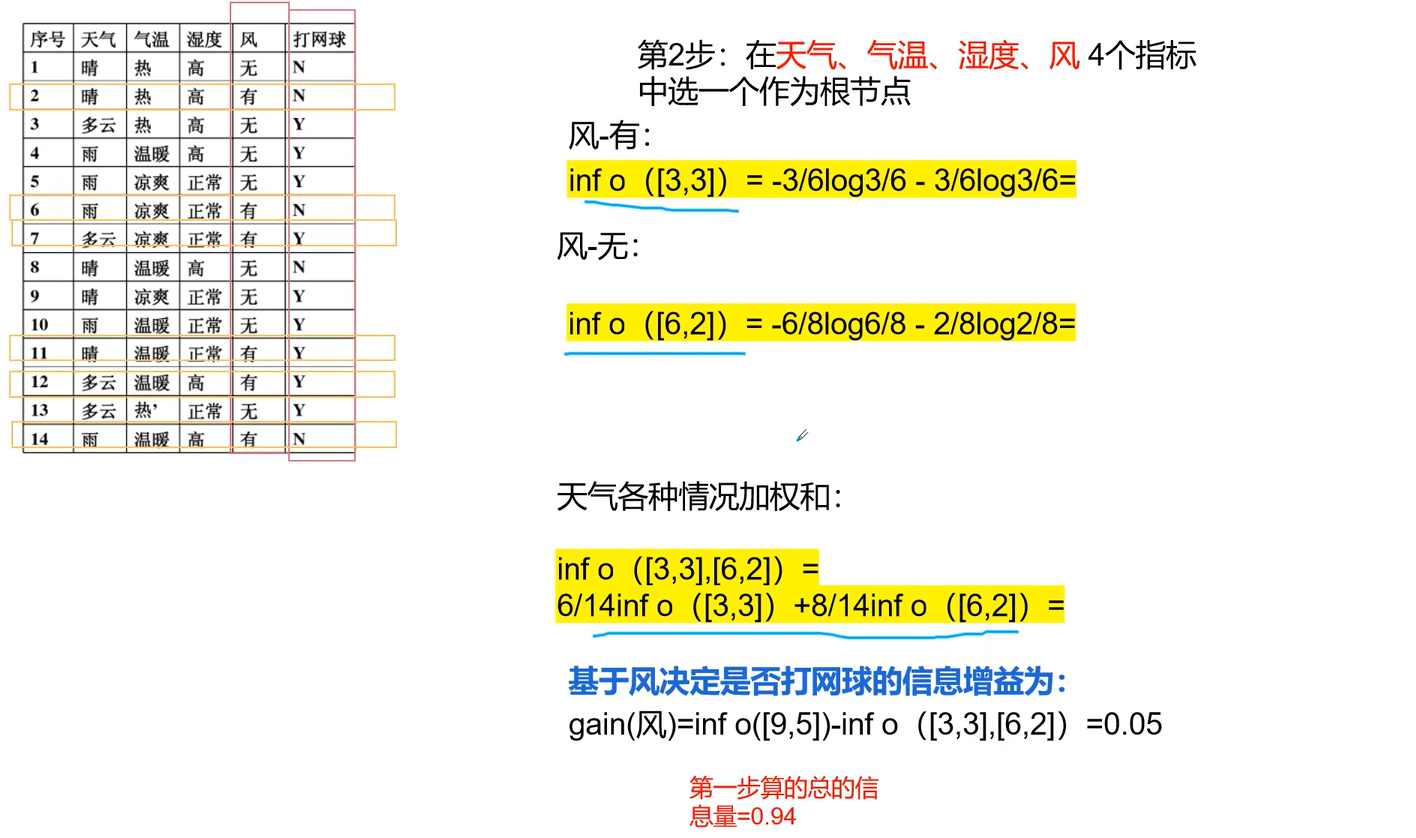 序号 天气 气温 湿度 风 打网球
1 晴 热 高 无 N
2 晴 热 高 有 N
3 多云 热 高 无 Y
4 雨 温暖 高 无 Y
5 雨 凉爽 正常 无 Y
6 雨 凉爽 正常 有 N
7 多云 凉爽 正常 有 Y
8 晴 温暖 高 无 N
9 晴 凉爽 正常 无 Y
10 雨 温暖 正常 无 Y
11 晴 温暖 正常 有 Y
12 多云 温暖 高 有 Y
13 多云 热’ 正常 无 Y
14 雨 温暖 高 有 N
第2步：在天气、气温、湿度、风 4个指标
中选一个作为根节点
风-有：
inf o（[3,3]）= -3/6log3/6 - 3/6log3/6=
风-无：
inf o（[6,2]）= -6/8log6/8 - 2/8log2/8=
天气各种情况加权和：
inf o（[3,3],[6,2]）=
6/14inf o（[3,3]）+8/14inf o（[6,2]）=
基于风决定是否打网球的信息增益为：
gain(风)=inf o([9,5])-inf o（[3,3],[6,2]）=0.05
第一步算的总的信
息量=0.94